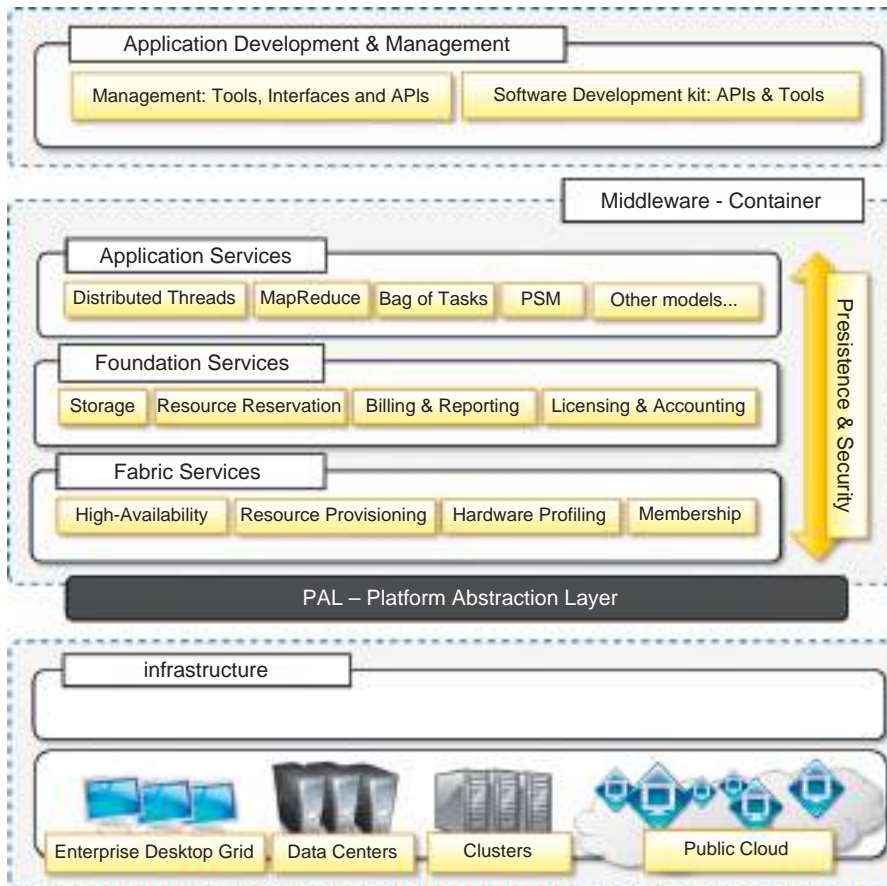 Application Development & Management
Management: Tools, Interfaces and APIs
Software Development kit: APIs & Tools
Middleware - Container
Application Services
Distributed Threads
MapReduce
Bag of Tasks
PSM
Other models...
Foundation Services
Storage
Resource Reservation
Billing & Reporting
Licensing & Accounting
Fabric Services
High-Availability
Resource Provisioning
Hardware Profiling
Membership
Presistence & Security
PAL – Platform Abstraction Layer
infrastructure
Enterprise Desktop Grid
Data Centers
Clusters
Public Cloud